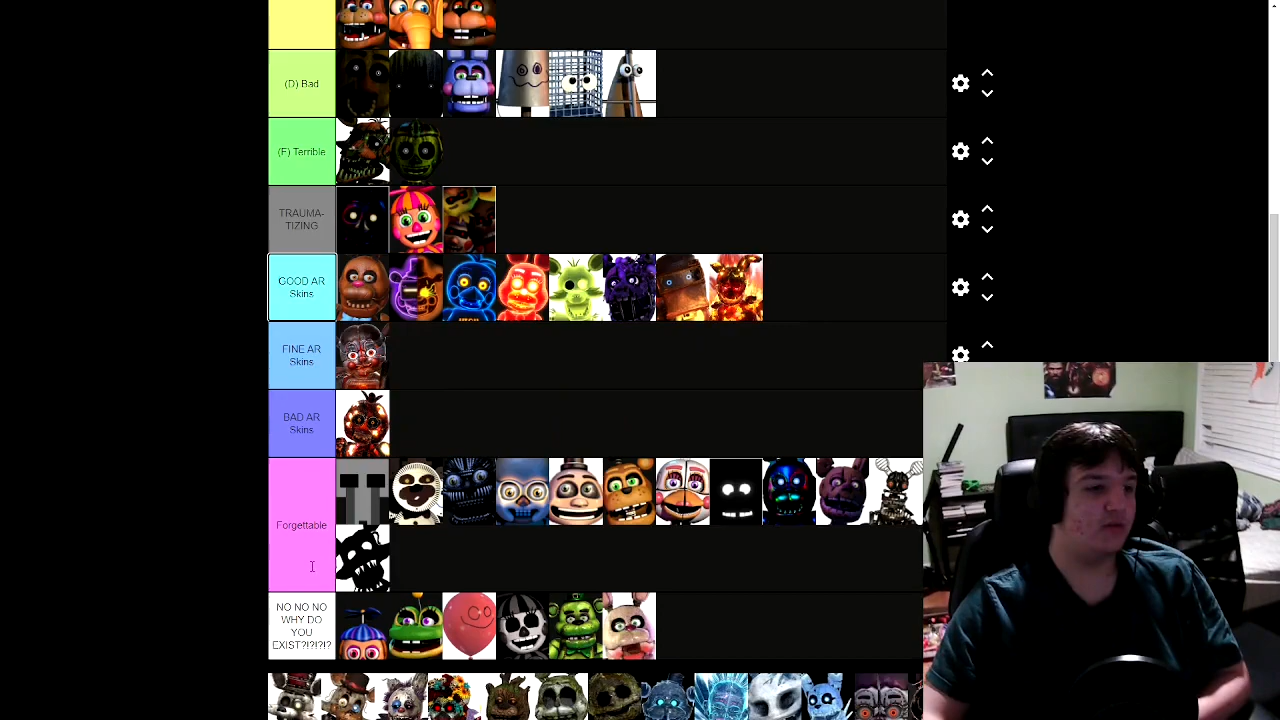 (D) Bad
(F) Terrible
TRAUMA-
TIZING
GOOD AR
Skins
FINE AR
Skins
BAD AR
Skins
Forgettable
NO NO NO
WHY DO
YOU
EXIST?!?!?!?